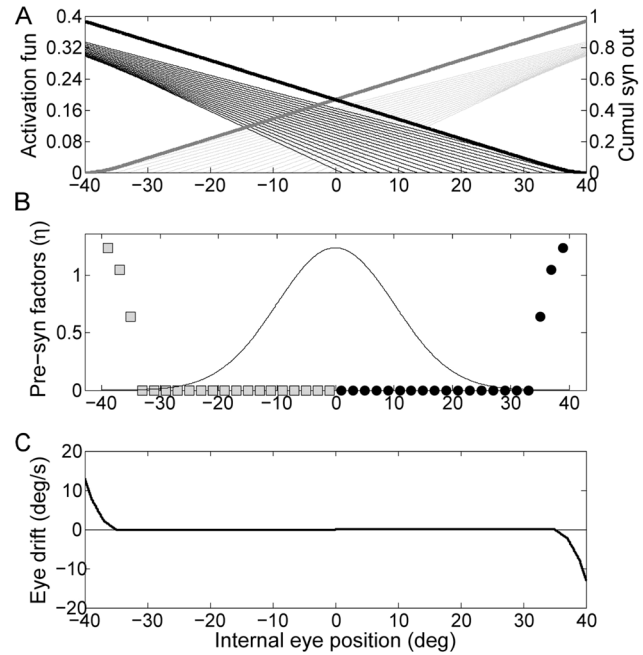 A
Activation fun
0.4
0.32
0.24
0.16
0.08
0
Cumul syn out
1
0.8
0.6
0.4
0.2
0
−40 −30 −20 −10 0 10 20 30 40
B
Pre−syn factors (η)
1
0.5
0
−40 −30 −20 −10 0 10 20 30 40
C
Eye drift (deg/s)
20
10
0
−10
−20
−40 −30 −20 −10 0 10 20 30 40
Internal eye position (deg)